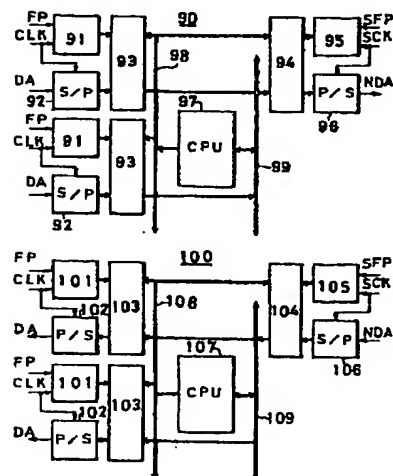 FP 90 SFP
CLK 91 93 98 94 95 SCK
DA S/P 97 P/S NDA
92 96
FP
CLK 91 93 CPU
DA S/P 99
92
FP 100 SFP
CLK 101 103 108 104 105 SCK
102
DA P/S 107 S/P NDA
FP 106
CLK 101 103 CPU
102
DA P/S 109